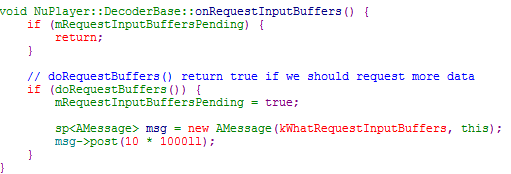 void NuPlayer::DecoderBase::onRequestInputBuffers() {
    if (mRequestInputBuffersPending) {
        return;
    }

    // doRequestBuffers() return true if we should request more data
    if (doRequestBuffers()) {
        mRequestInputBuffersPending = true;

        sp<AMessage> msg = new AMessage(kWhatRequestInputBuffers, this);
        msg->post(10 * 1000ll);
    }
}